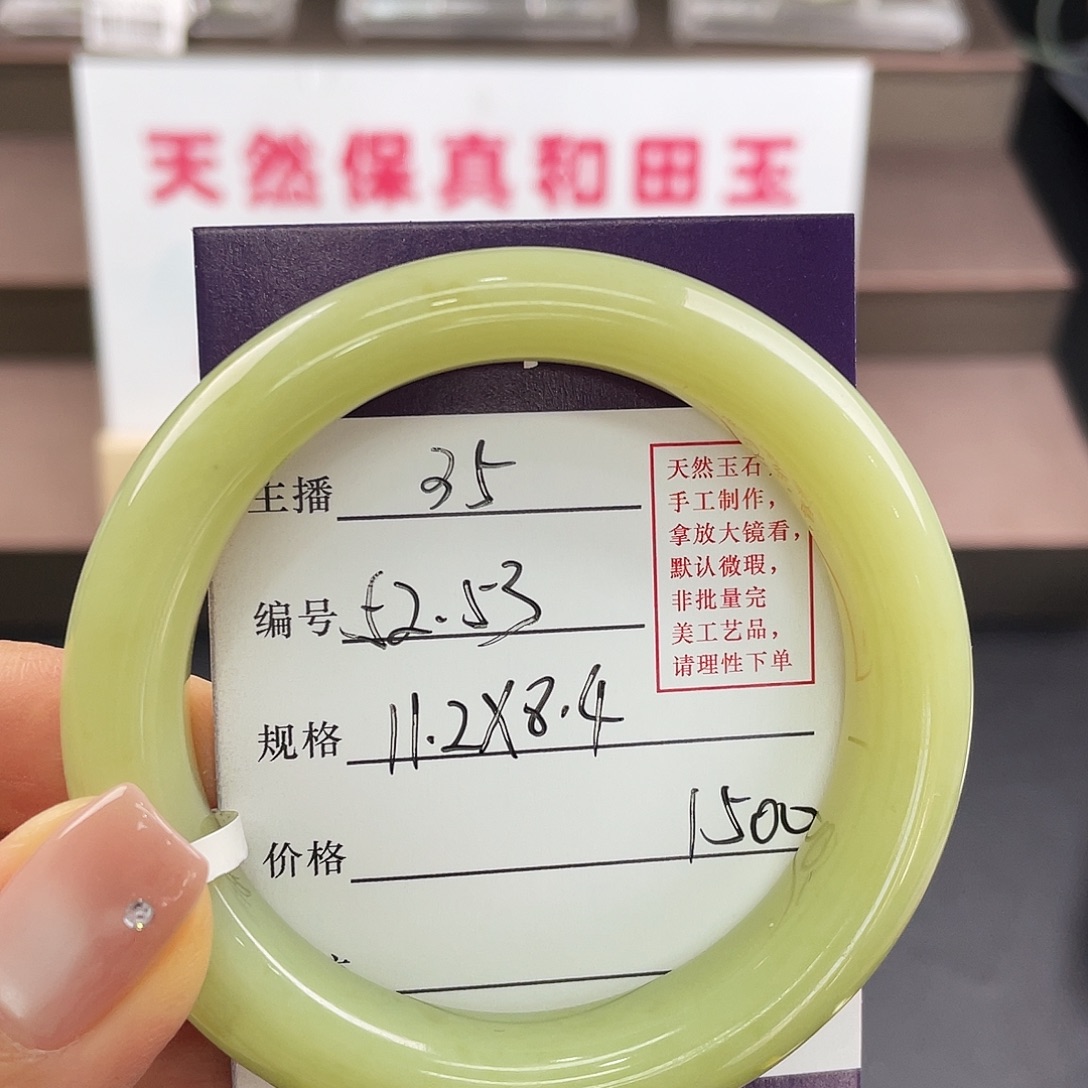 天然保真和田玉
主播 35
编号 52.53
规格 11.2X8.4
价格 1500
天然玉石
手工制作,
拿放大镜看,
默认微瑕,
非批量完
美工艺品,
请理性下单